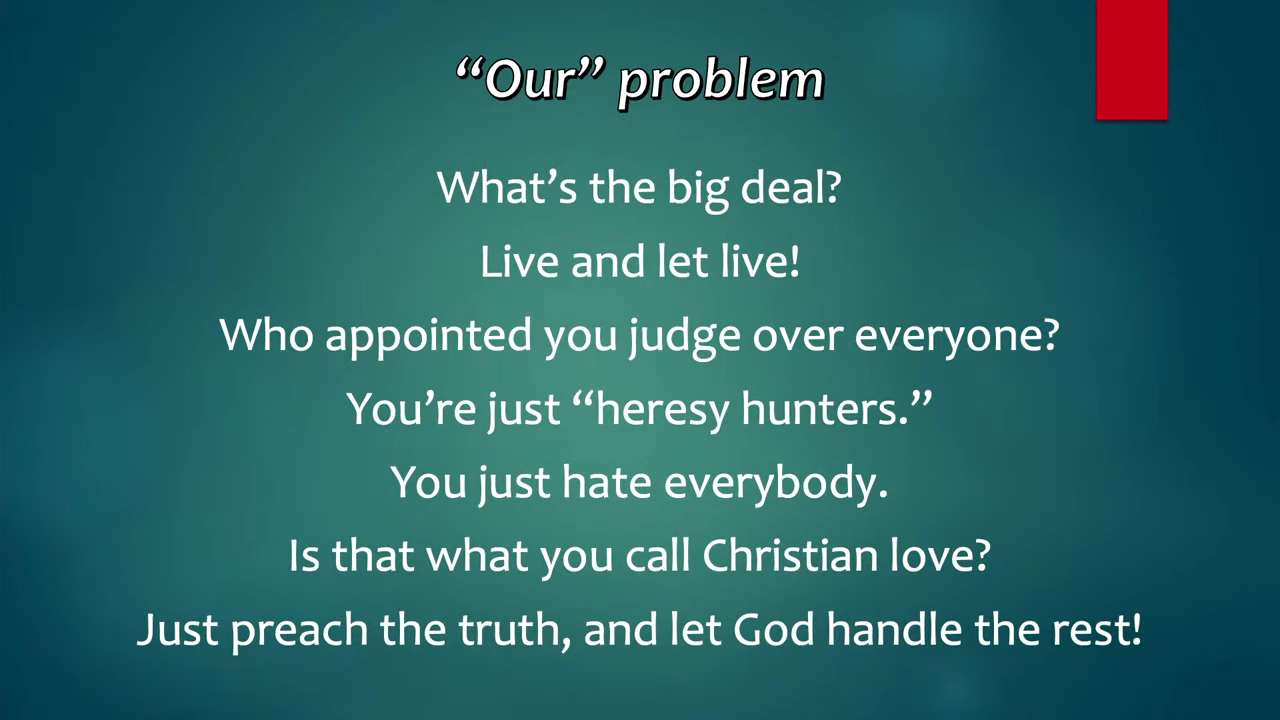 “Our” problem
What’s the big deal?
Live and let live!
Who appointed you judge over everyone?
You’re just “heresy hunters.”
You just hate everybody.
Is that what you call Christian love?
Just preach the truth, and let God handle the rest!